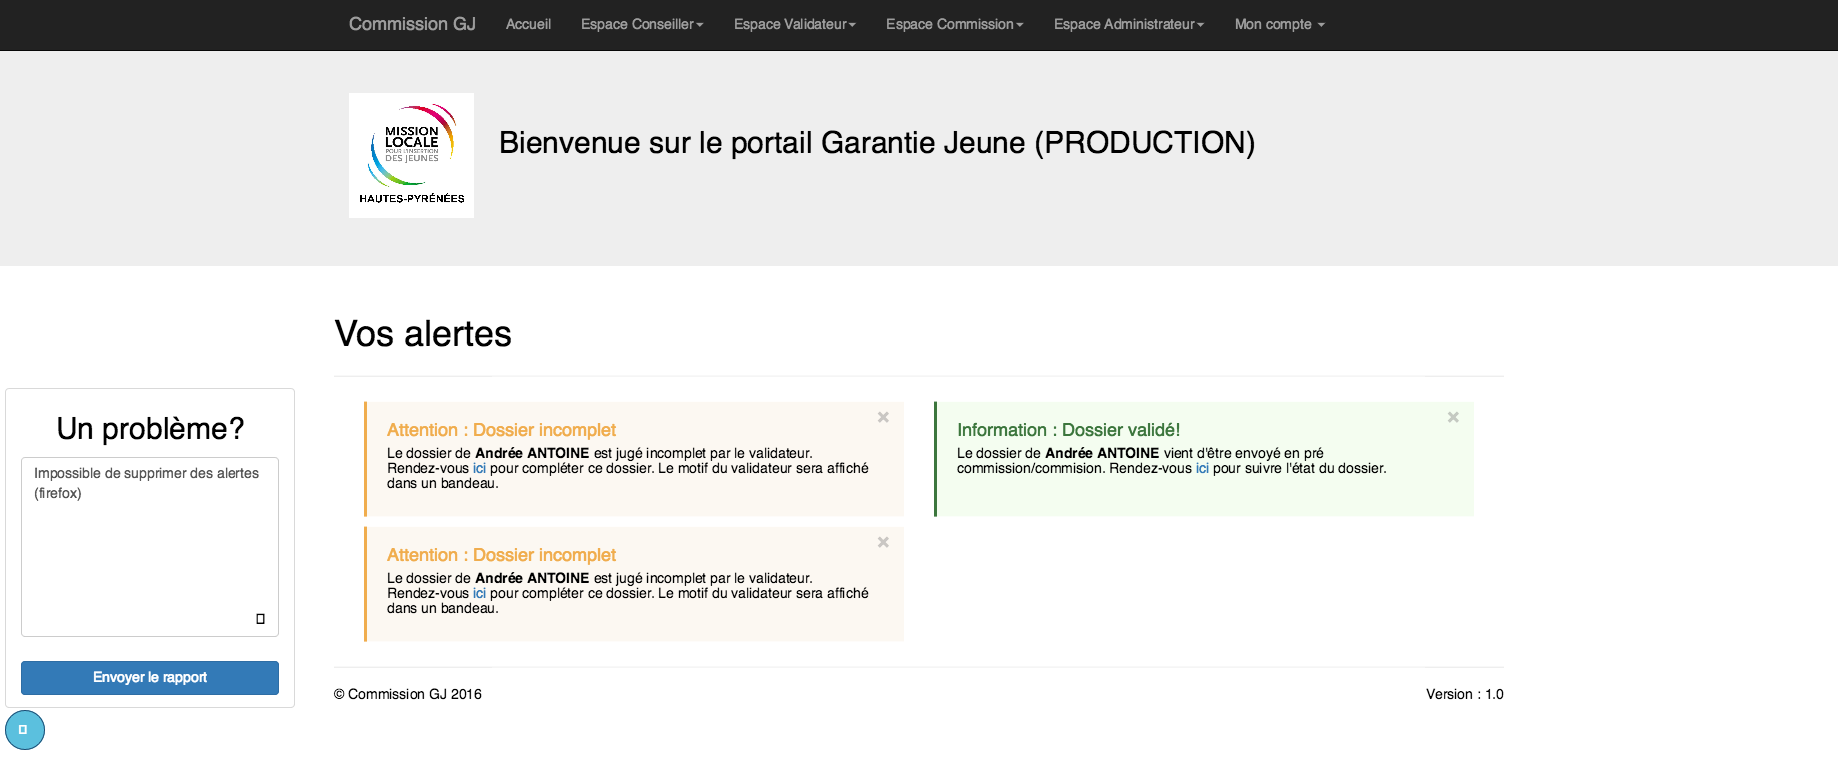 Commission GJ Accueil Espace Conseiller Espace Validateur Espace Commission Espace Administrateur Mon compte
MISSION
LOCALE
POUR L'INSERTION
DES JEUNES
HAUTES-PYRÉNÉES
Bienvenue sur le portail Garantie Jeune (PRODUCTION)
Vos alertes
Un problème?
Impossible de supprimer des alertes
(firefox)
Envoyer le rapport
Attention : Dossier incomplet
Le dossier de Andrée ANTOINE est jugé incomplet par le validateur.
Rendez-vous ici pour compléter ce dossier. Le motif du validateur sera affiché
dans un bandeau.
Information : Dossier validé!
Le dossier de Andrée ANTOINE vient d'être envoyé en pré
commission/commision. Rendez-vous ici pour suivre l'état du dossier.
Attention : Dossier incomplet
Le dossier de Andrée ANTOINE est jugé incomplet par le validateur.
Rendez-vous ici pour compléter ce dossier. Le motif du validateur sera affiché
dans un bandeau.
© Commission GJ 2016
Version : 1.0